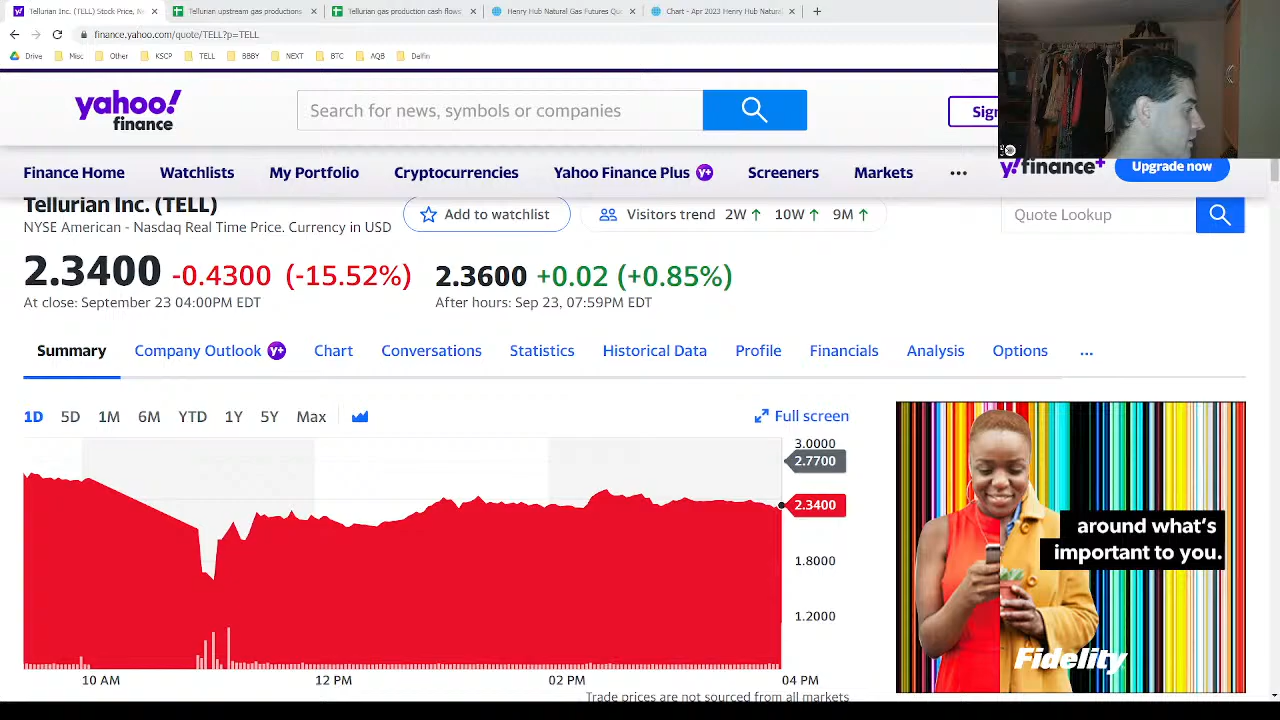 Tellurian Inc. (TELL) Stock Price, N
Tellurian upstream gas productions
Tellurian gas production cash flows
Henry Hub Natural Gas Futures Qu
Chart - Apr 2023 Henry Hub Natural
finance.yahoo.com/quote/TELL?p=TELL
Drive
Misc
Other
KSCP
TELL
BBBY
NEXT
BTC
AQB
Delfin
yahoo!
finance
Search for news, symbols or companies
Sign
Finance Home
Watchlists
My Portfolio
Cryptocurrencies
Yahoo Finance Plus
Screeners
Markets
...
y!finance+
Upgrade now
Tellurian Inc. (TELL)
NYSE American - Nasdaq Real Time Price. Currency in USD
Add to watchlist
Visitors trend 2W↑ 10W↑ 9M↑
Quote Lookup
2.3400 -0.4300 (-15.52%)
At close: September 23 04:00PM EDT
2.3600 +0.02 (+0.85%)
After hours: Sep 23, 07:59PM EDT
Summary
Company Outlook
Chart
Conversations
Statistics
Historical Data
Profile
Financials
Analysis
Options
...
1D 5D 1M 6M YTD 1Y 5Y Max
Full screen
3.0000
2.7700
2.3400
1.8000
1.2000
10 AM
12 PM
02 PM
04 PM
Trade prices are not sourced from all markets
around what's
important to you.
Fidelity